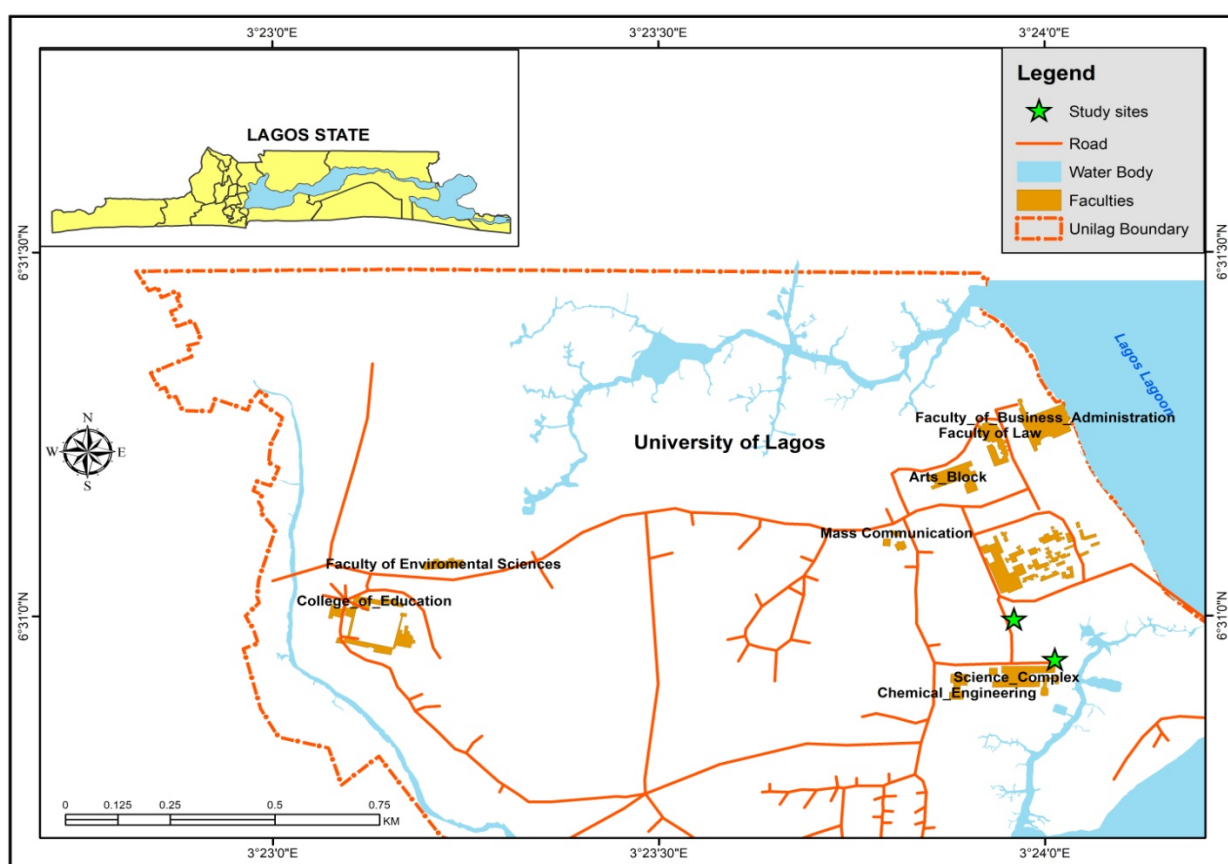 3°23'0"E
3°23'30"E
3°24'0"E
LAGOS STATE
Legend
Study sites
Road
Water Body
Faculties
Unilag Boundary
6°31'30"N
6°31'30"N
Lagos Lagoon
N
W
E
S
University of Lagos
Faculty_of_Business_Administration
Faculty of Law
Arts_Block
Mass Communication
Faculty of Enviromental Sciences
College_of_Education
6°31'0"N
6°31'0"N
Science_Complex
Chemical_Engineering
0 0.125 0.25 0.5 0.75
KM
3°23'0"E
3°23'30"E
3°24'0"E